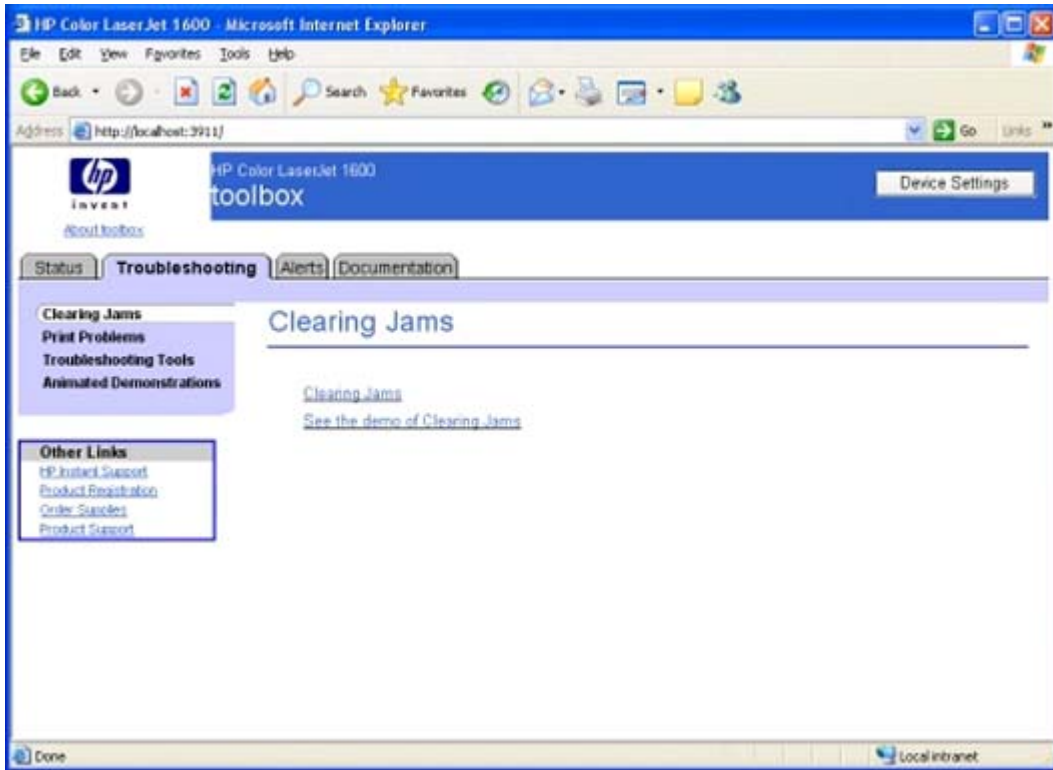 HP Color LaserJet 1600 - Microsoft Internet Explorer
File Edit View Favorites Tools Help
Back Search Favorites
Address http://localhost:3911/ Go Links »
hp
invent
HP Color LaserJet 1600
toolbox
Device Settings
About toolbox
Status Troubleshooting Alerts Documentation
Clearing Jams
Print Problems
Troubleshooting Tools
Animated Demonstrations
Clearing Jams
Clearing Jams
See the demo of Clearing Jams
Other Links
HP Instant Support
Product Registration
Order Supplies
Product Support
Done Local intranet